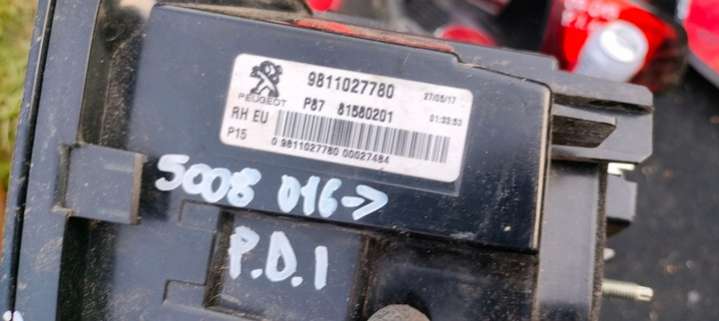 9811027780
27/05/17
PEUGEOT
P87 81580201
01:33:53
RH EU
P15
0 9811027780 00027484
5008 016->
P.D.1